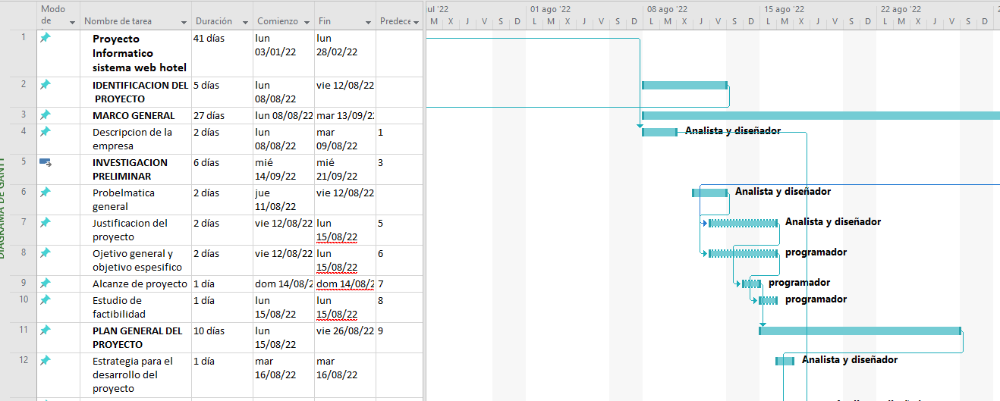 Modo de
Nombre de tarea
Duración
Comienzo
Fin
Predece
ul '22
01 ago '22
08 ago '22
15 ago '22
22 ago '22
M X J V S D L M X J V S D L M X J V S D L M X J V S D L M X J V S D
1
Proyecto
Informatico
sistema web hotel
41 días
lun
03/01/22
lun
28/02/22
2
IDENTIFICACION DEL
PROYECTO
5 días
lun
08/08/22
vie 12/08/22
3
MARCO GENERAL
27 días
lun 08/08/22
mar 13/09/2
4
Descripcion de la
empresa
2 días
lun
08/08/22
mar
09/08/22
1
Analista y diseñador
5
INVESTIGACION
PRELIMINAR
6 días
mié
14/09/22
mié
21/09/22
3
6
Probelmatica
general
2 días
jue
11/08/22
vie 12/08/22
Analista y diseñador
7
Justificacion del
proyecto
2 días
vie 12/08/22
lun
15/08/22
5
Analista y diseñador
8
Ojetivo general y
objetivo espesifico
2 días
vie 12/08/22
lun
15/08/22
6
programador
9
Alcanze de proyecto
1 día
dom 14/08/2
dom 14/08/2
7
programador
10
Estudio de
factibilidad
1 día
lun
15/08/22
lun
15/08/22
8
programador
11
PLAN GENERAL DEL
PROYECTO
10 días
lun
15/08/22
vie 26/08/22
9
12
Estrategia para el
desarrollo del
proyecto
1 día
mar
16/08/22
mar
16/08/22
Analista y diseñador
DIAGRAMA DE GANTT